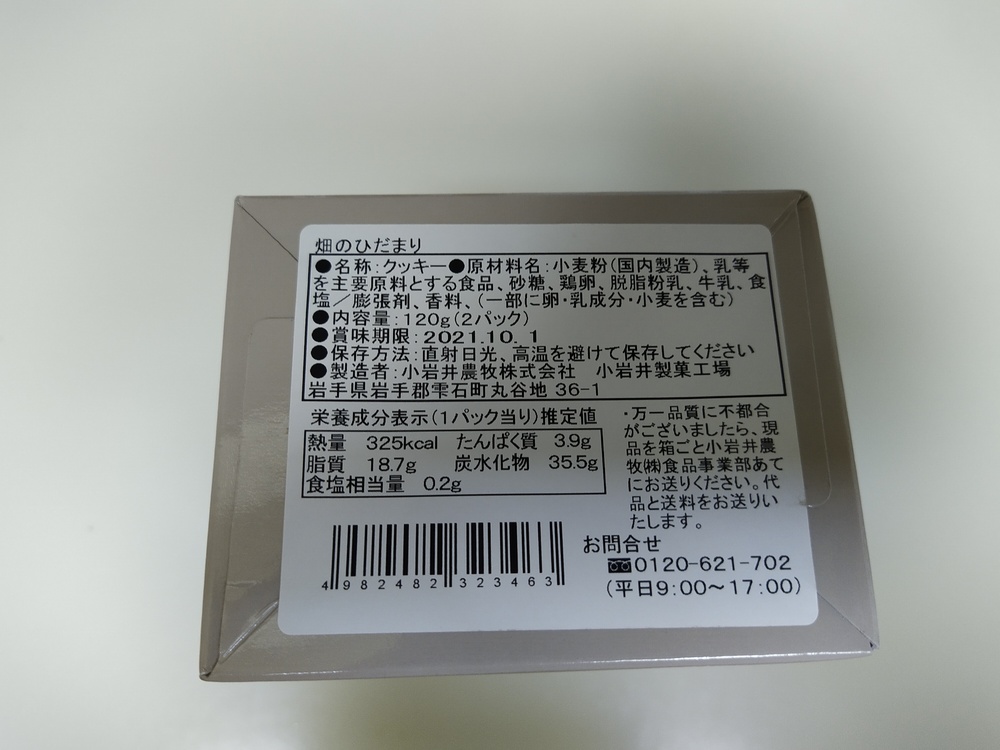 畑のひだまり
●名称:クッキー●原材料名:小麦粉(国内製造)、乳等
を主要原料とする食品、砂糖、鶏卵、脱脂粉乳、牛乳、食
塩/膨張剤、香料、(一部に卵・乳成分・小麦を含む)
●内容量:120g(2パック)
●賞味期限:2021.10. 1
●保存方法:直射日光、高温を避けて保存してください
●製造者:小岩井農牧株式会社 小岩井製菓工場
岩手県岩手郡雫石町丸谷地 36-1
栄養成分表示(1パック当り)推定値
熱量 325kcal たんぱく質 3.9g
脂質 18.7g 炭水化物 35.5g
食塩相当量 0.2g
・万一品質に不都合
がございましたら、現
品を箱ごと小岩井農
牧㈱食品事業部あて
にお送りください。代
品と送料をお送りい
たします。
お問合せ
0120-621-702
(平日9:00~17:00)
4982482323463